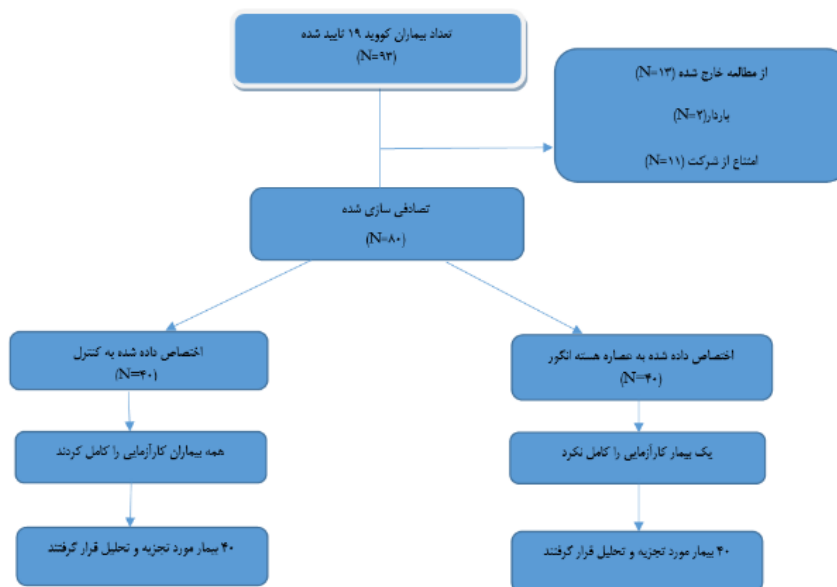 تعداد بیماران کووید ۱۹ تایید شده
(N=۹۳)
از مطالعه خارج شده (N=۱۳)
باردار(N=۲)
امتناع از شرکت (N=۱۱)
تصادفی سازی شده
(N=۸۰)
اختصاص داده شده به کنترل
(N=۴۰)
اختصاص داده شده به عصاره هسته انگور
(N=۴۰)
همه بیماران کارآزمایی را کامل کردند
یک بیمار کارآزمایی را کامل نکرد
۴۰ بیمار مورد تجزیه و تحلیل قرار گرفتند
۴۰ بیمار مورد تجزیه و تحلیل قرار گرفتند